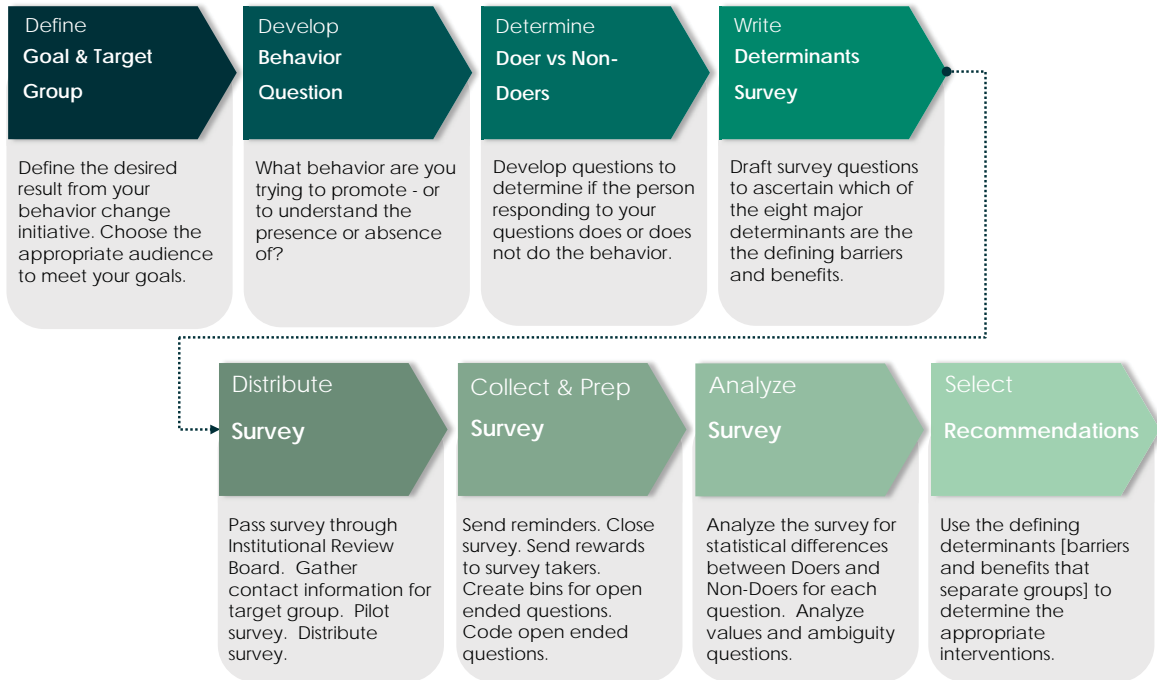 Define
Goal & Target
Group
Define the desired
result from your
behavior change
initiative. Choose the
appropriate audience
to meet your goals.
Develop
Behavior
Question
What behavior are you
trying to promote - or
to understand the
presence or absence
of?
Determine
Doer vs Non-
Doers
Develop questions to
determine if the person
responding to your
questions does or does
not do the behavior.
Write
Determinants
Survey
Draft survey questions
to ascertain which of
the eight major
determinants are the
the defining barriers
and benefits.
Distribute
Survey
Pass survey through
Institutional Review
Board. Gather
contact information for
target group. Pilot
survey. Distribute
survey.
Collect & Prep
Survey
Send reminders. Close
survey. Send rewards
to survey takers.
Create bins for open
ended questions.
Code open ended
questions.
Analyze
Survey
Analyze the survey for
statistical differences
between Doers and
Non-Doers for each
question. Analyze
values and ambiguity
questions.
Select
Recommendations
Use the defining
determinants [barriers
and benefits that
separate groups] to
determine the
appropriate
interventions.